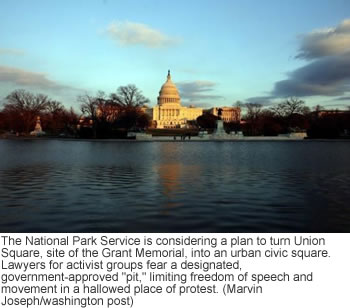 The National Park Service is considering a plan to turn Union
Square, site of the Grant Memorial, into an urban civic square.
Lawyers for activist groups fear a designated,
government-approved "pit," limiting freedom of speech and
movement in a hallowed place of protest. (Marvin
Joseph/washington post)